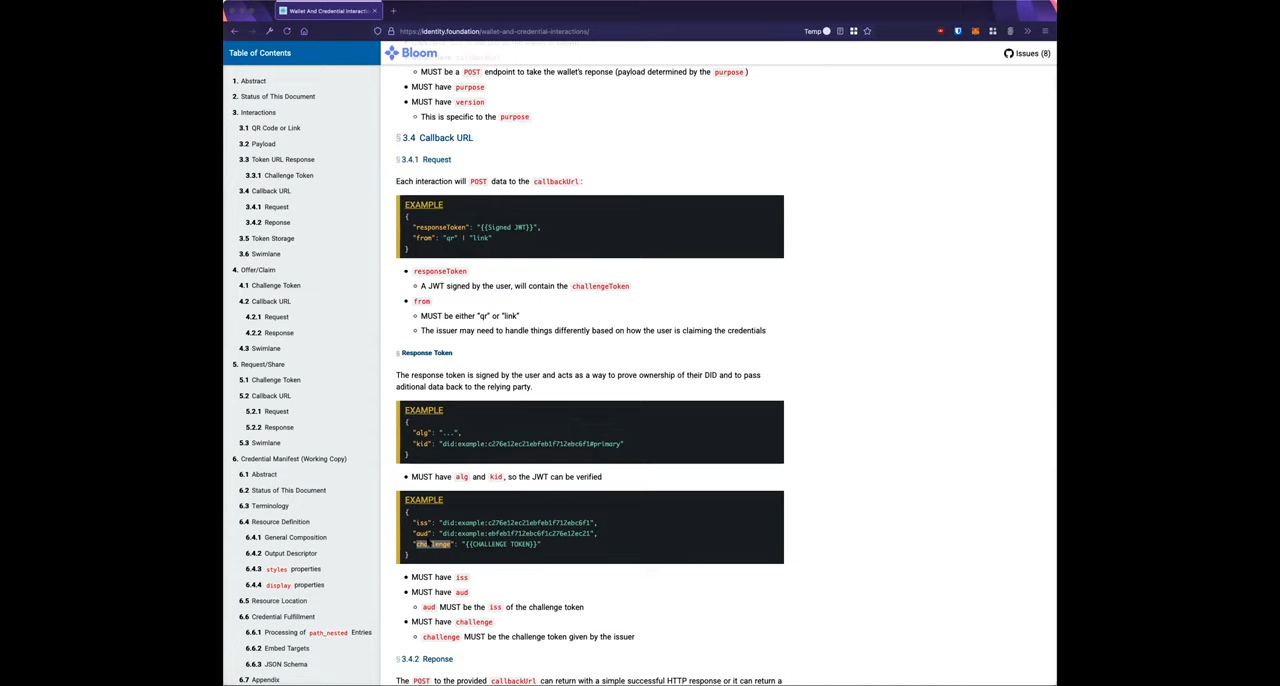 Wallet And Credential Interactio
https://identity.foundation/wallet-and-credential-interactions/
Temp
Table of Contents
Bloom
Issues (8)
1. Abstract
2. Status of This Document
3. Interactions
3.1 QR Code or Link
3.2 Payload
3.3 Token URL Response
3.3.1 Challenge Token
3.4 Callback URL
3.4.1 Request
3.4.2 Reponse
3.5 Token Storage
3.6 Swimlane
4. Offer/Claim
4.1 Challenge Token
4.2 Callback URL
4.2.1 Request
4.2.2 Response
4.3 Swimlane
5. Request/Share
5.1 Challenge Token
5.2 Callback URL
5.2.1 Request
5.2.2 Response
5.3 Swimlane
6. Credential Manifest (Working Copy)
6.1 Abstract
6.2 Status of This Document
6.3 Terminology
6.4 Resource Definition
6.4.1 General Composition
6.4.2 Output Descriptor
6.4.3 styles properties
6.4.4 display properties
6.5 Resource Location
6.6 Credential Fulfillment
6.6.1 Processing of path_nested Entries
6.6.2 Embed Targets
6.6.3 JSON Schema
6.7 Appendix
MUST be a POST endpoint to take the wallet's reponse (payload determined by the purpose)
MUST have purpose
MUST have version
This is specific to the purpose
§ 3.4 Callback URL
§ 3.4.1 Request
Each interaction will POST data to the callbackUrl:
EXAMPLE
{
"responseToken": "{{Signed JWT}}",
"from": "qr" | "link"
}
responseToken
A JWT signed by the user, will contain the challengeToken
from
MUST be either "qr" or "link"
The issuer may need to handle things differently based on how the user is claiming the credentials
§ Response Token
The response token is signed by the user and acts as a way to prove ownership of their DID and to pass
aditional data back to the relying party.
EXAMPLE
{
"alg": "...",
"kid": "did:example:c276e12ec21ebfeb1f712ebc6f1#primary"
}
MUST have alg and kid, so the JWT can be verified
EXAMPLE
{
"iss": "did:example:c276e12ec21ebfeb1f712ebc6f1",
"aud": "did:example:ebfeb1f712ebc6f1c276e12ec21",
"challenge": "{{CHALLENGE TOKEN}}"
}
MUST have iss
MUST have aud
aud MUST be the iss of the challenge token
MUST have challenge
challenge MUST be the challenge token given by the issuer
§ 3.4.2 Reponse
The POST to the provided callbackUrl can return with a simple successful HTTP response or it can return a